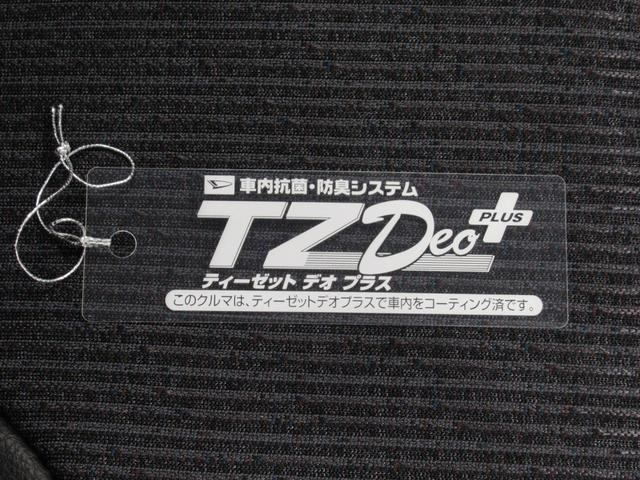 車内抗菌・防臭システム
TZ Deo PLUS
ティーゼット デオ プラス
このクルマは、ティーゼットデオプラスで車内をコーティング済です。